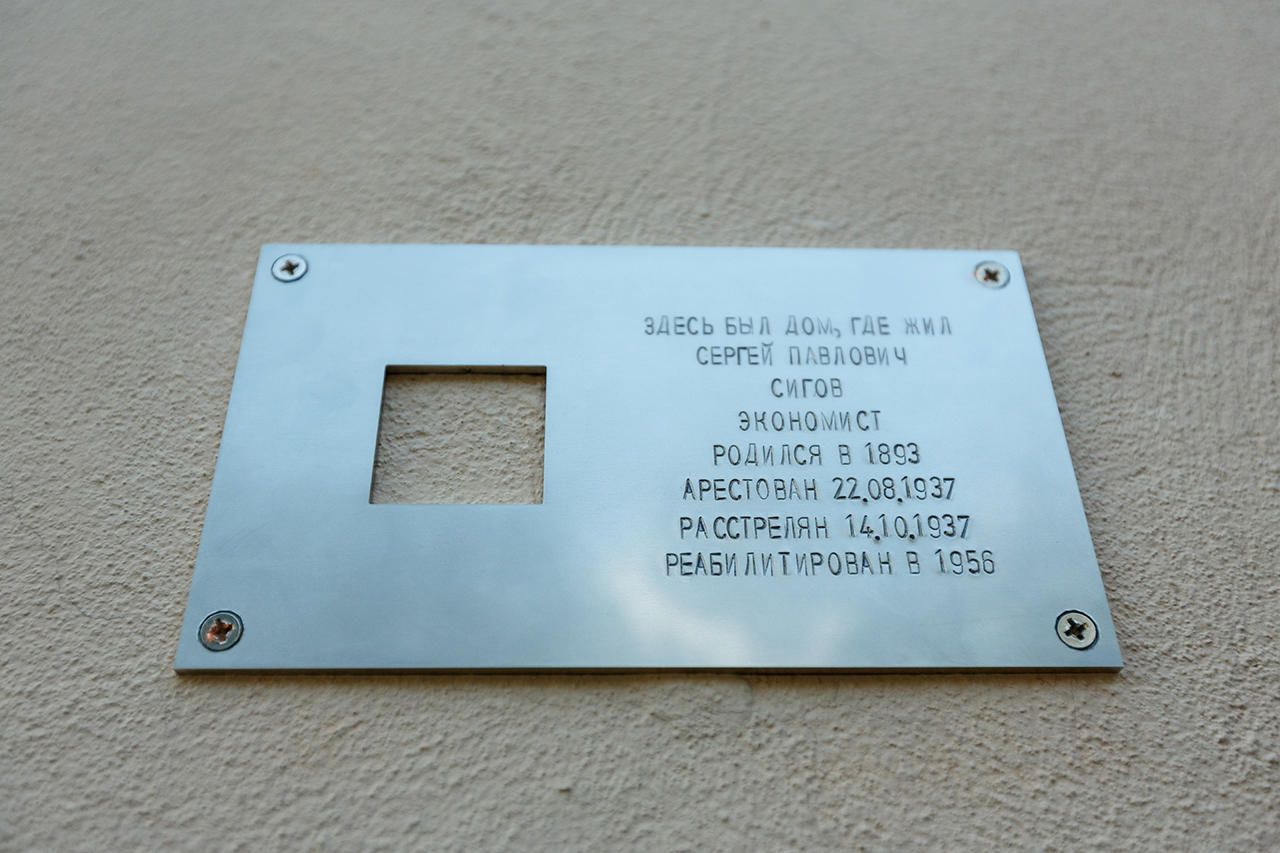 ЗДЕСЬ БЫЛ ДОМ, ГДЕ ЖИЛ
СЕРГЕЙ ПАВЛОВИЧ
СИГОВ
ЭКОНОМИСТ
РОДИЛСЯ В 1893
АРЕСТОВАН 22.08.1937
РАССТРЕЛЯН 14.10.1937
РЕАБИЛИТИРОВАН В 1956